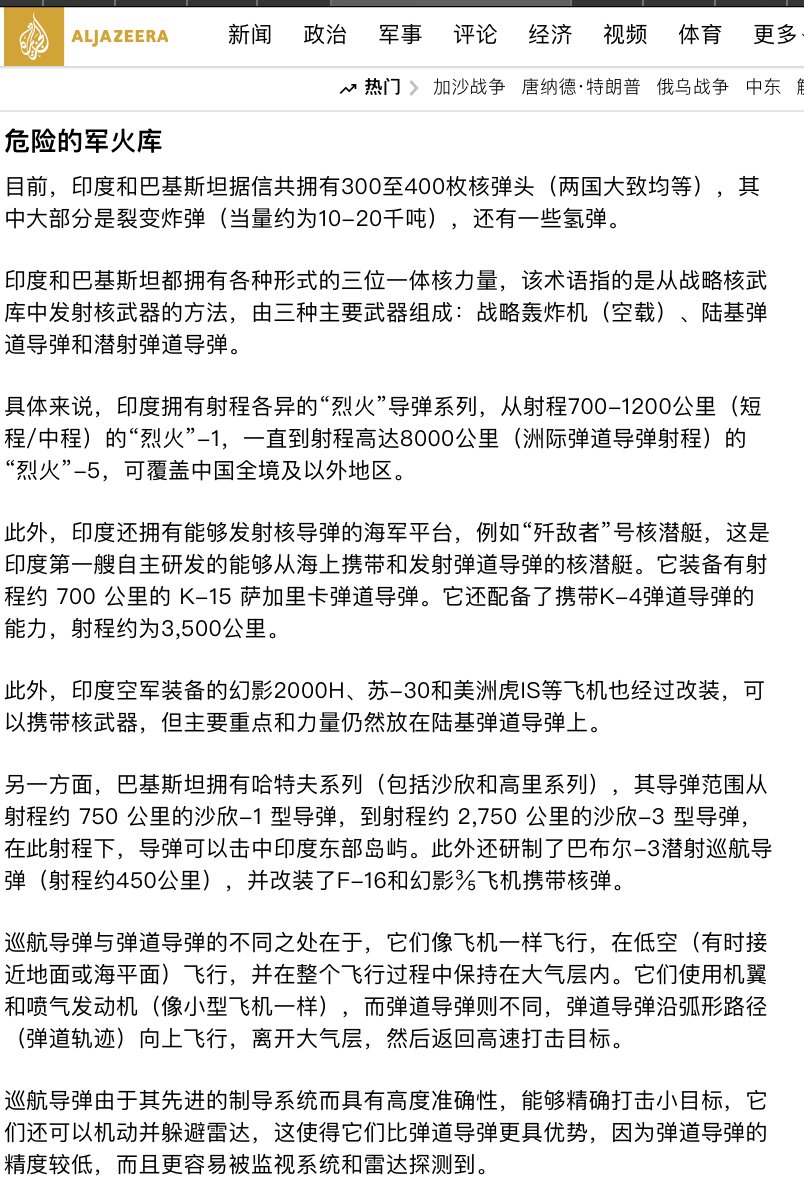 ALJAZEERA 新闻 政治 军事 评论 经济 视频 体育 更多
热门 加沙战争 唐纳德·特朗普 俄乌战争 中东
危险的军火库
目前，印度和巴基斯坦据信共拥有300至400枚核弹头（两国大致均等），其
中大部分是裂变炸弹（当量约为10-20千吨），还有一些氢弹。
印度和巴基斯坦都拥有各种形式的三位一体核力量，该术语指的是从战略核武
库中发射核武器的方法，由三种主要武器组成：战略轰炸机（空载）、陆基弹
道导弹和潜射弹道导弹。
具体来说，印度拥有射程各异的“烈火”导弹系列，从射程700-1200公里（短
程/中程）的“烈火”-1，一直到射程高达8000公里（洲际弹道导弹射程）的
“烈火”-5，可覆盖中国全境及以外地区。
此外，印度还拥有能够发射核导弹的海军平台，例如“歼敌者”号核潜艇，这是
印度第一艘自主研发的能够从海上携带和发射弹道导弹的核潜艇。它装备有射
程约 700 公里的 K-15 萨加里卡弹道导弹。它还配备了携带K-4弹道导弹的
能力，射程约为3,500公里。
此外，印度空军装备的幻影2000H、苏-30和美洲虎IS等飞机也经过改装，可
以携带核武器，但主要重点和力量仍然放在陆基弹道导弹上。
另一方面，巴基斯坦拥有哈特夫系列（包括沙欣和高里系列），其导弹范围从
射程约 750 公里的沙欣-1 型导弹，到射程约 2,750 公里的沙欣-3 型导弹，
在此射程下，导弹可以击中印度东部岛屿。此外还研制了巴布尔-3潜射巡航导
弹（射程约450公里），并改装了F-16和幻影⅗飞机携带核弹。
巡航导弹与弹道导弹的不同之处在于，它们像飞机一样飞行，在低空（有时接
近地面或海平面）飞行，并在整个飞行过程中保持在大气层内。它们使用机翼
和喷气发动机（像小型飞机一样），而弹道导弹则不同，弹道导弹沿弧形路径
（弹道轨迹）向上飞行，离开大气层，然后返回高速打击目标。
巡航导弹由于其先进的制导系统而具有高度准确性，能够精确打击小目标，它
们还可以机动并躲避雷达，这使得它们比弹道导弹更具优势，因为弹道导弹的
精度较低，而且更容易被监视系统和雷达探测到。